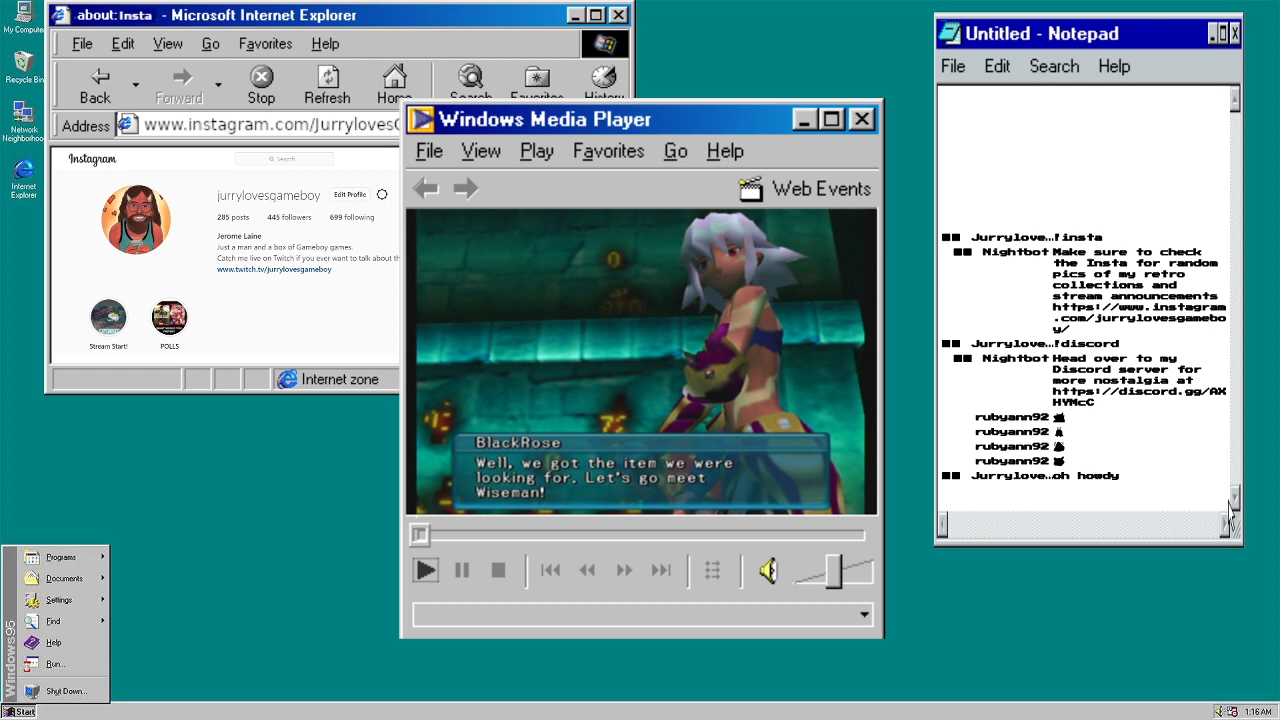 My Compute
Recycle Bin
Network
Neighborhoo
Internet
Explorer
about:Insta - Microsoft Internet Explorer
File Edit View Go Favorites Help
Back Forward Stop Refresh Home Search Favorites History
Address www.instagram.com/JurrylovesG
Instagram
Search
jurrylovesgameboy Edit Profile
285 posts 445 followers 699 following
Jerome Laine
Just a man and a box of Gameboy games.
Catch me live on Twitch if you ever want to talk about th
www.twitch.tv/jurrylovesgameboy
Stream Start! POLLS
Internet zone
Windows Media Player
File View Play Favorites Go Help
Web Events
BlackRose
Well, we got the item we were
looking for. Let's go meet
Wiseman!
Untitled - Notepad
File Edit Search Help
Jurrylove…!insta
Nightbot Make sure to check
the Insta for random
pics of my retro
collections and
stream announcements
https://www.instagram
.com/jurrylovesgamebo
y/
Jurrylove…!discord
Nightbot Head over to my
Discord server for
more nostalgia at
https://discord.gg/AX
HYMcC
rubyann92
rubyann92
rubyann92
rubyann92
Jurrylove…oh howdy
Windows95
Programs
Documents
Settings
Find
Help
Run...
Shut Down...
Start
1:16 AM